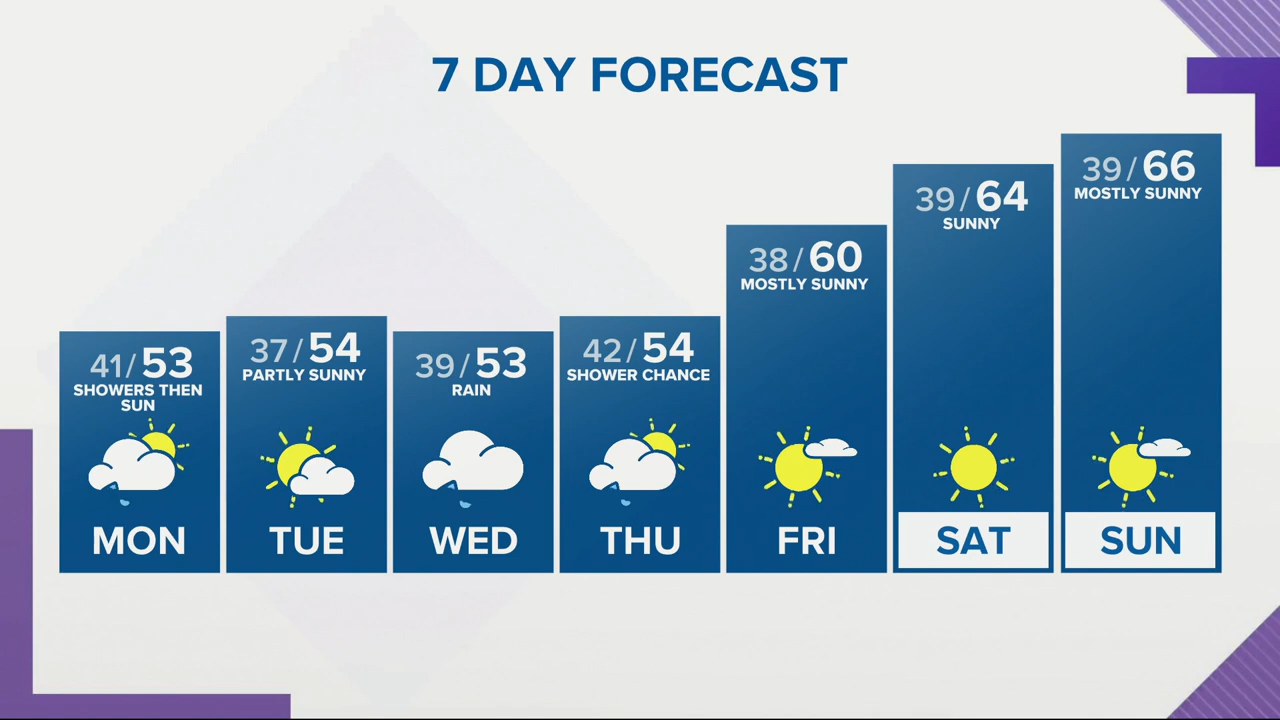 7 DAY FORECAST
41/53
SHOWERS THEN
SUN
MON
37/54
PARTLY SUNNY
TUE
39/53
RAIN
WED
42/54
SHOWER CHANCE
THU
38/60
MOSTLY SUNNY
FRI
39/64
SUNNY
SAT
39/66
MOSTLY SUNNY
SUN